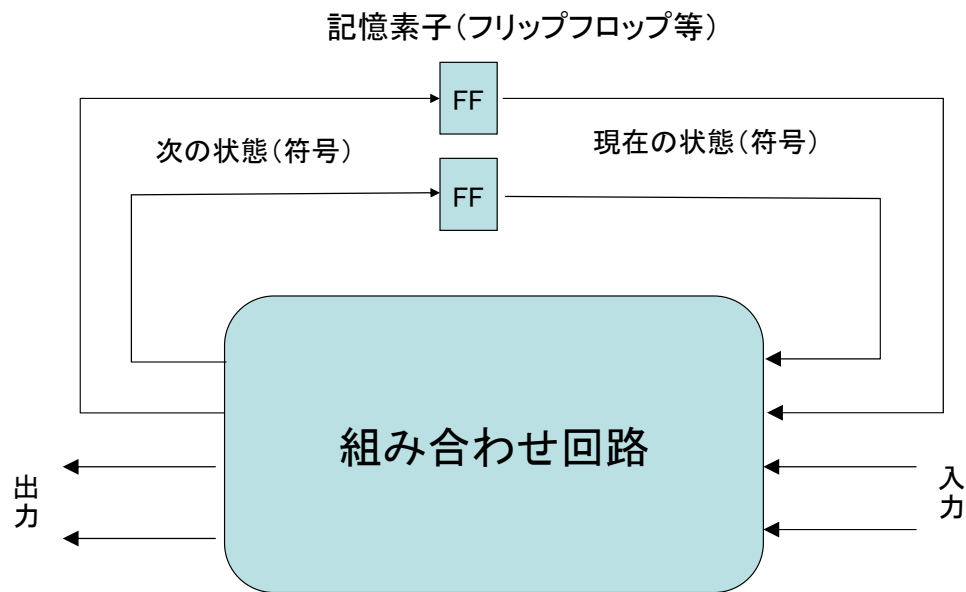 記憶素子(フリップフロップ等)
FF
次の状態(符号)
現在の状態(符号)
FF
組み合わせ回路
出力
入力